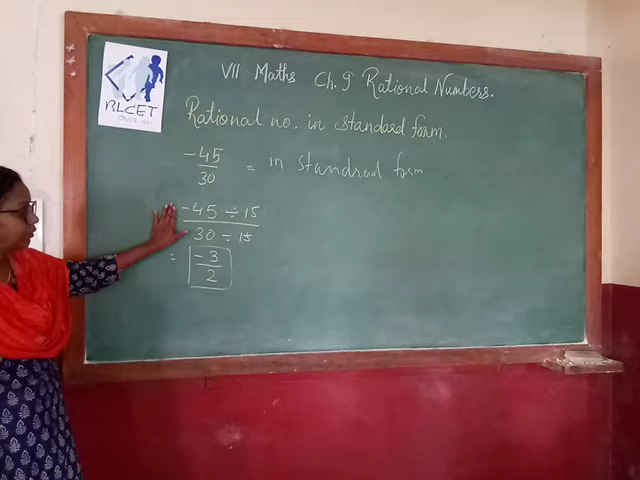 VII Maths Ch. 9 Rational Numbers.
RLCET
Rational no. in standard form.
-45/30 = in standrad form
-45 ÷ 15
30 ÷ 15
= -3/2